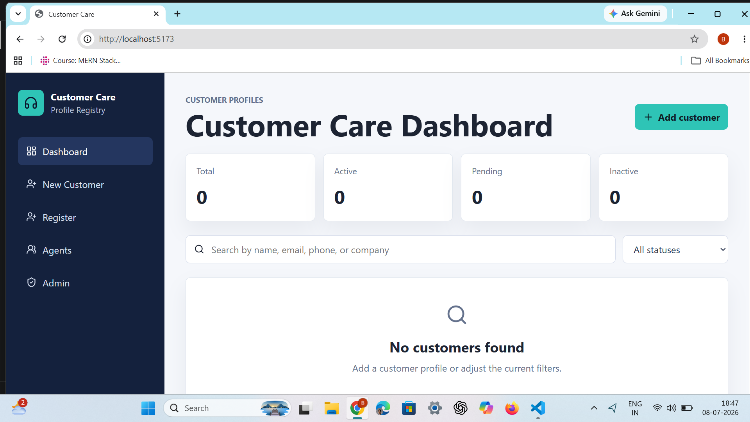 Customer Care
Ask Gemini
http://localhost:5173
B
Course: MERN Stack...
All Bookmarks
Customer Care
Profile Registry
Dashboard
New Customer
Register
Agents
Admin
CUSTOMER PROFILES
Customer Care Dashboard
Add customer
Total
0
Active
0
Pending
0
Inactive
0
Search by name, email, phone, or company
All statuses
No customers found
Add a customer profile or adjust the current filters.
2
Search
ENG
IN
10:47
08-07-2026